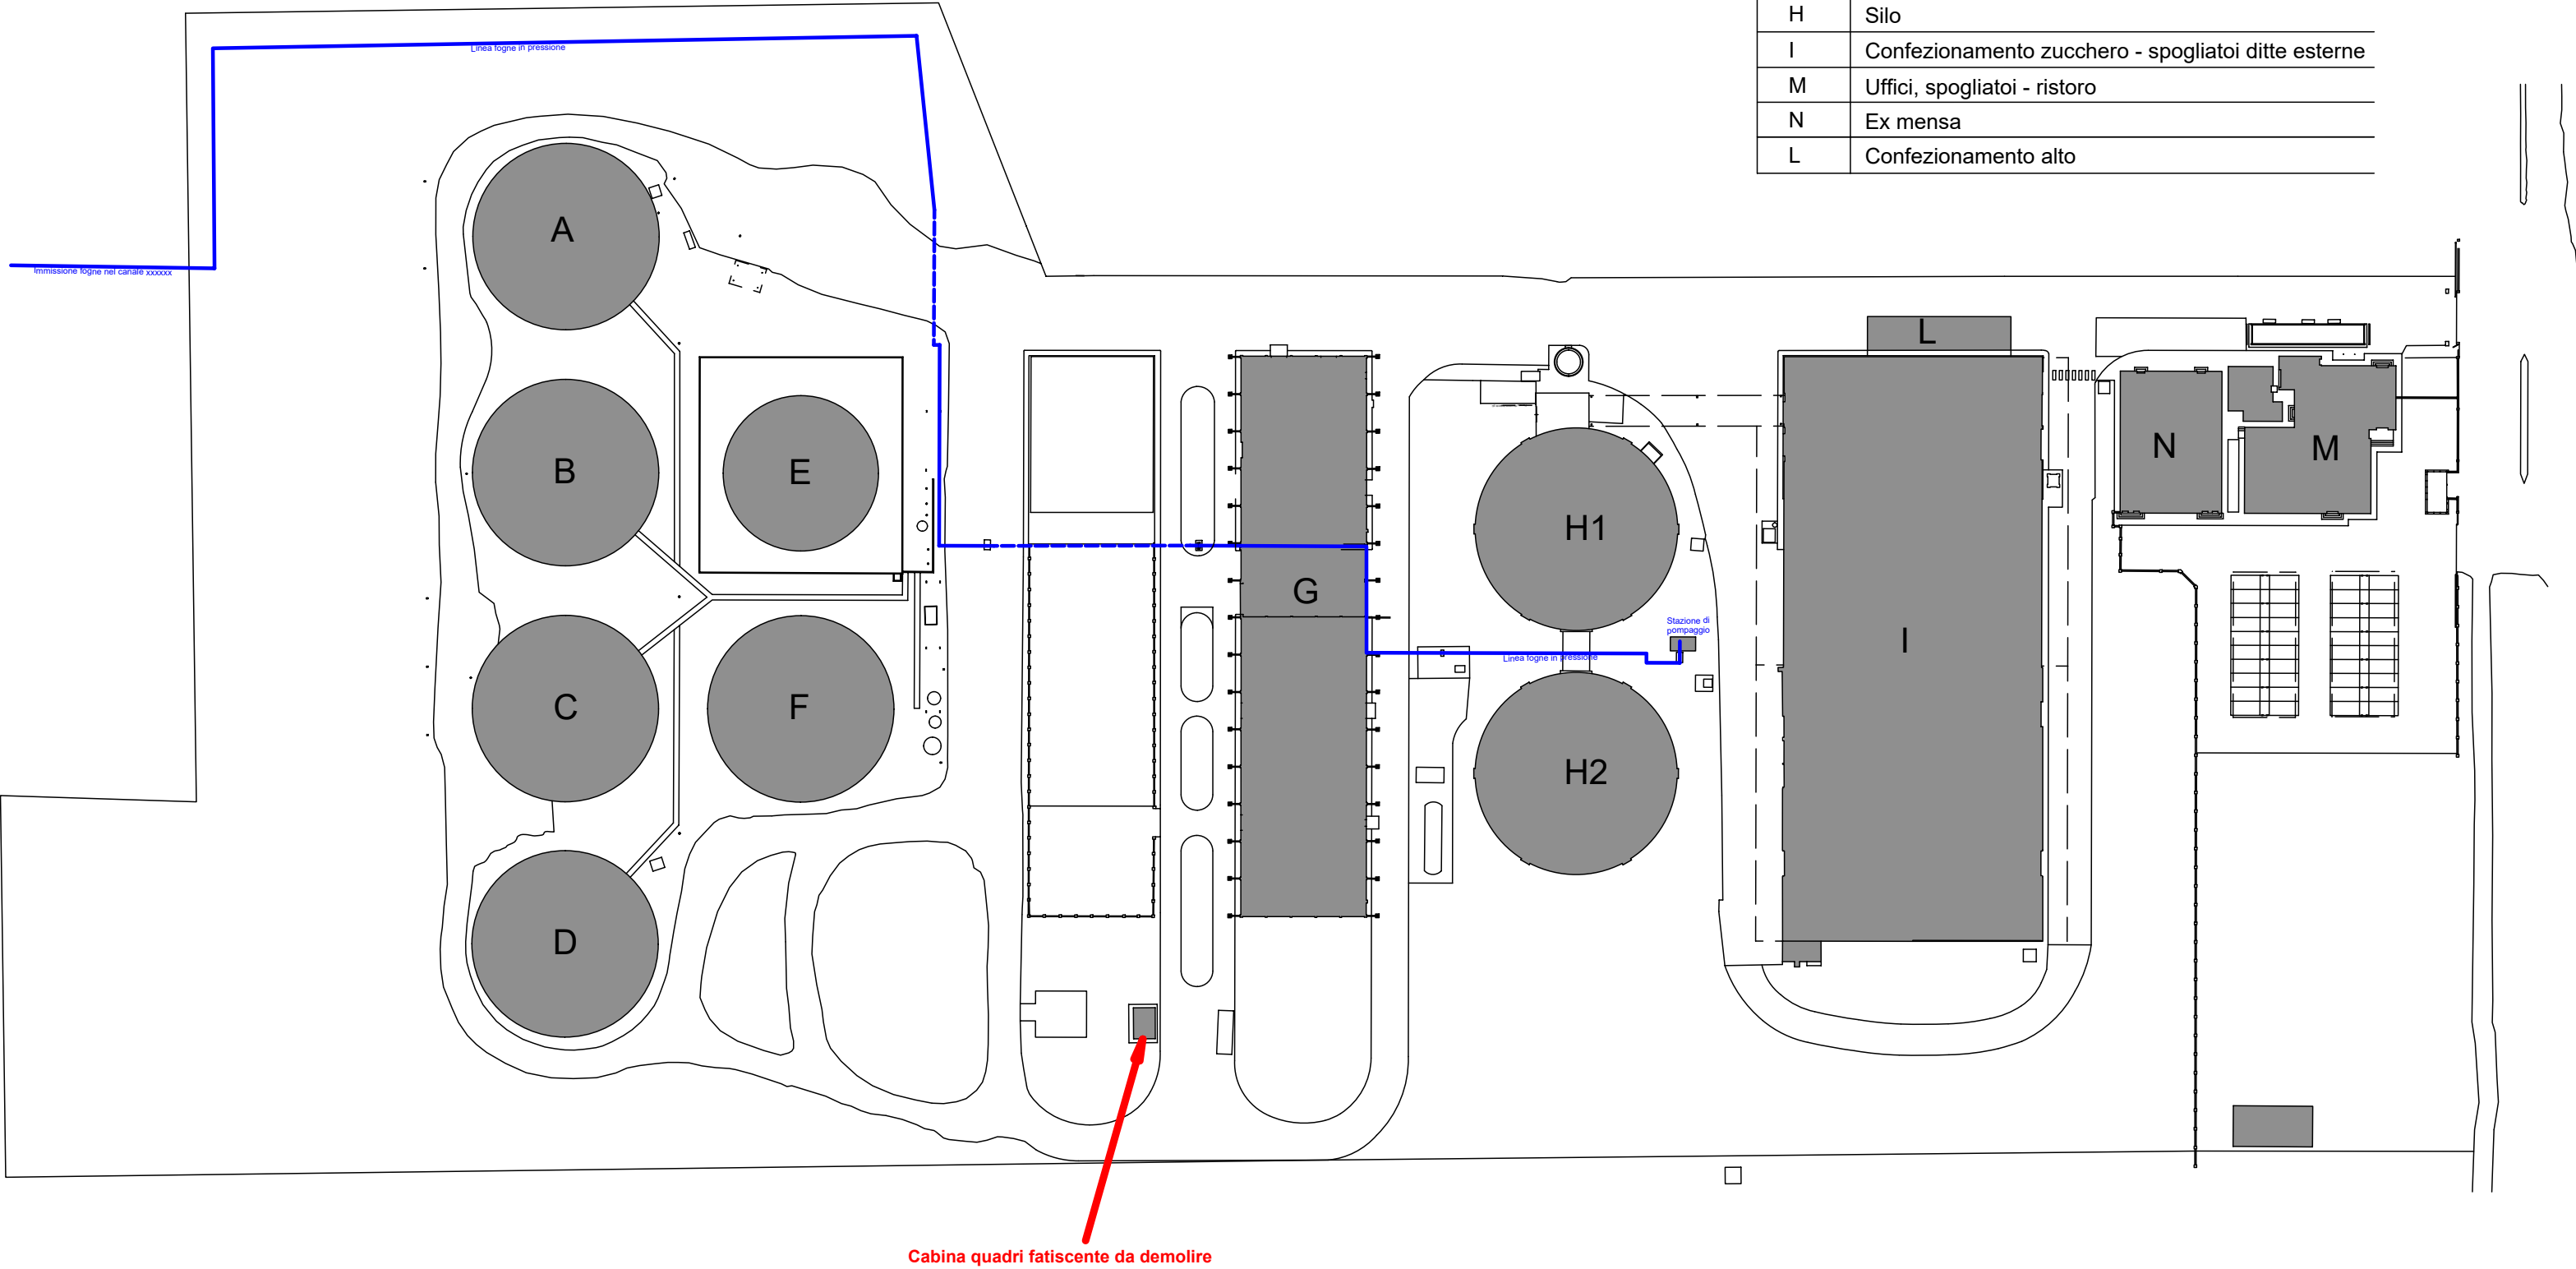 H Silo
I Confezionamento zucchero - spogliatoi ditte esterne
M Uffici, spogliatoi - ristoro
N Ex mensa
L Confezionamento alto
Linea fogne in pressione
Immissione fogne nel canale xxxxxx
A
L
B
E
N
M
H1
G
Stazione di
pompaggio
I
Linea fogne in pressione
C
F
H2
D
Cabina quadri fatiscente da demolire